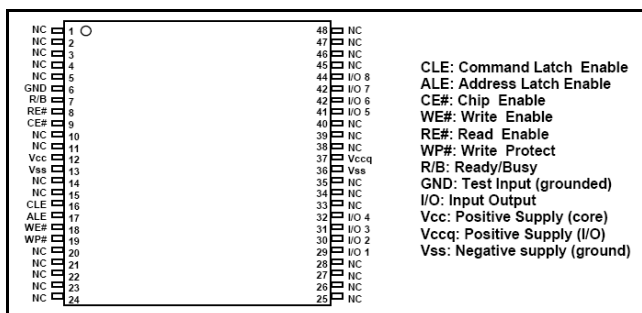 NC 1 48 NC
NC 2 47 NC
NC 3 46 NC
NC 4 45 NC
NC 5 44 I/O 8
GND 6 42 I/O 7
R/B 7 42 I/O 6
RE# 8 41 I/O 5
CE# 9 40 NC
NC 10 39 NC
NC 11 38 NC
Vcc 12 37 Vccq
Vss 13 36 Vss
NC 14 35 NC
NC 15 34 NC
CLE 16 33 NC
ALE 17 32 I/O 4
WE# 18 31 I/O 3
WP# 19 30 I/O 2
NC 20 29 I/O 1
NC 21 28 NC
NC 22 27 NC
NC 23 26 NC
NC 24 25 NC
CLE: Command Latch Enable
ALE: Address Latch Enable
CE#: Chip Enable
WE#: Write Enable
RE#: Read Enable
WP#: Write Protect
R/B: Ready/Busy
GND: Test Input (grounded)
I/O: Input Output
Vcc: Positive Supply (core)
Vccq: Positive Supply (I/O)
Vss: Negative supply (ground)